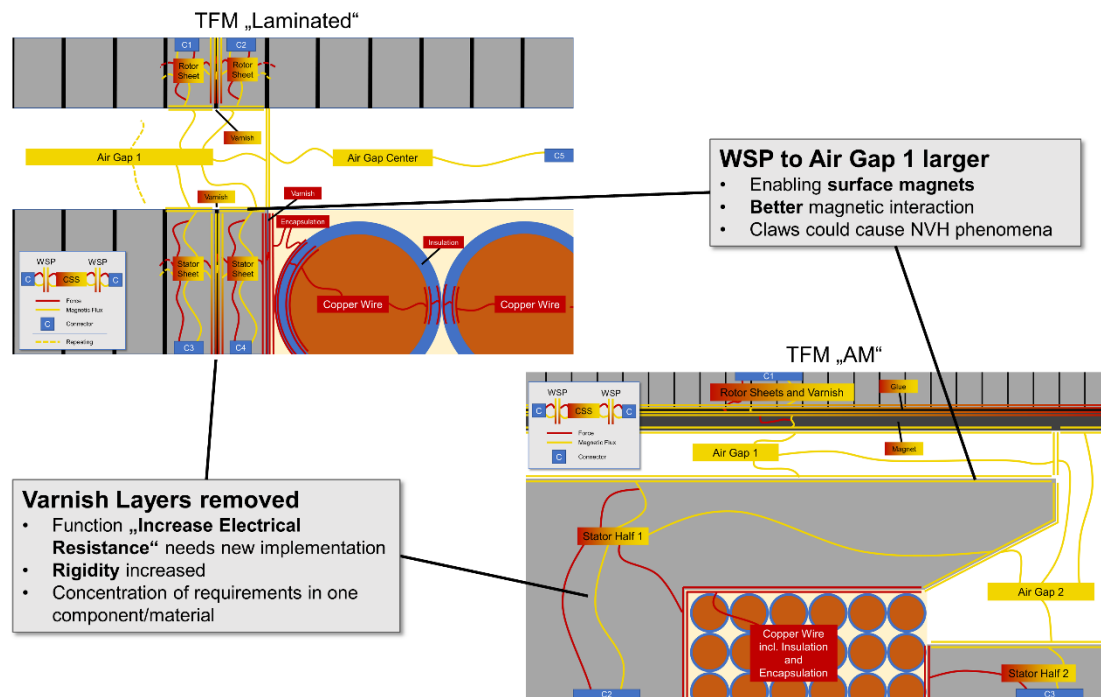 TFM „Laminated“
C1
C2
Rotor
Sheet
Rotor
Sheet
Varnish
Air Gap 1
Air Gap Center
C5
Varnish
Varnish
Encapsulation
Insulation
Stator
Sheet
Stator
Sheet
Copper Wire
Copper Wire
C3
C4
WSP
WSP
C
CSS
C
Force
Magnetic Flux
C
Connector
Repeating
WSP to Air Gap 1 larger
• Enabling surface magnets
• Better magnetic interaction
• Claws could cause NVH phenomena
Varnish Layers removed
• Function „Increase Electrical
Resistance“ needs new implementation
• Rigidity increased
• Concentration of requirements in one
component/material
TFM „AM“
C1
Rotor Sheets and Varnish
Glue
WSP
WSP
C
CSS
C
Force
Magnetic Flux
C
Connector
Air Gap 1
Magnet
Stator Half 1
Air Gap 2
Copper Wire
incl. Insulation
and
Encapsulation
Stator Half 2
C2
C3